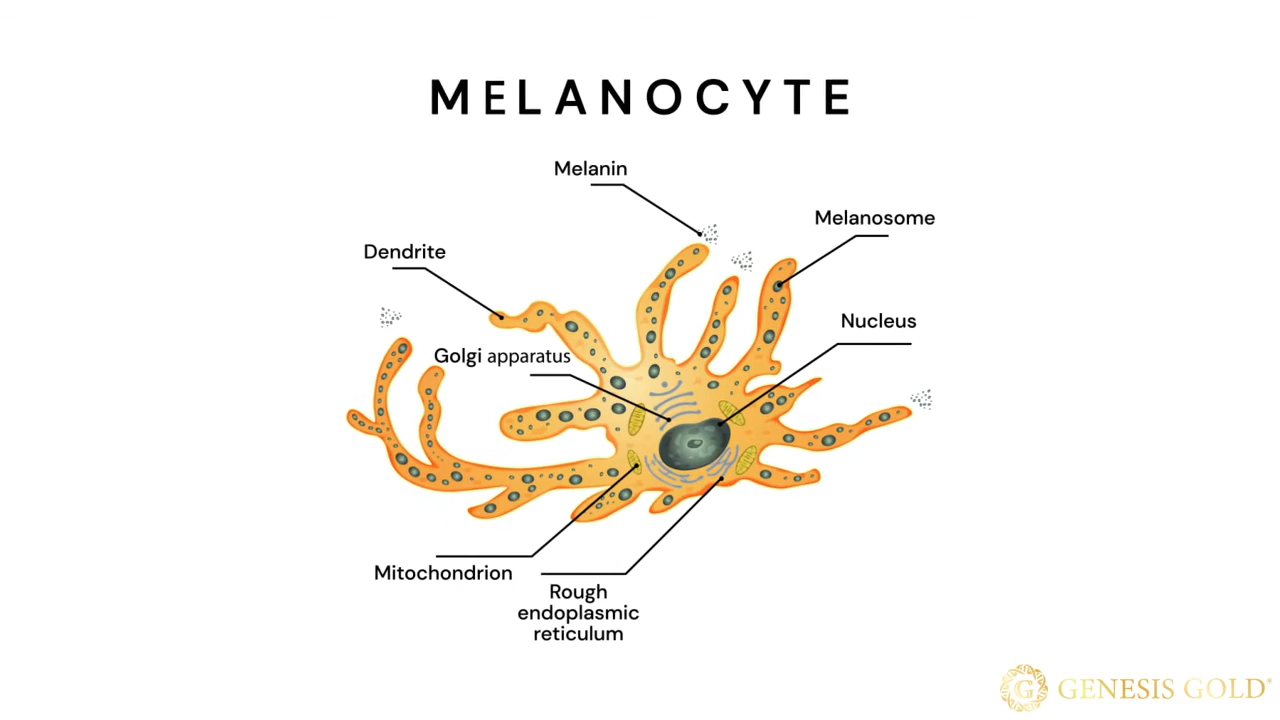 MELANOCYTE
Melanin
Melanosome
Dendrite
Nucleus
Golgi apparatus
Mitochondrion
Rough
endoplasmic
reticulum
G GENESIS GOLD®